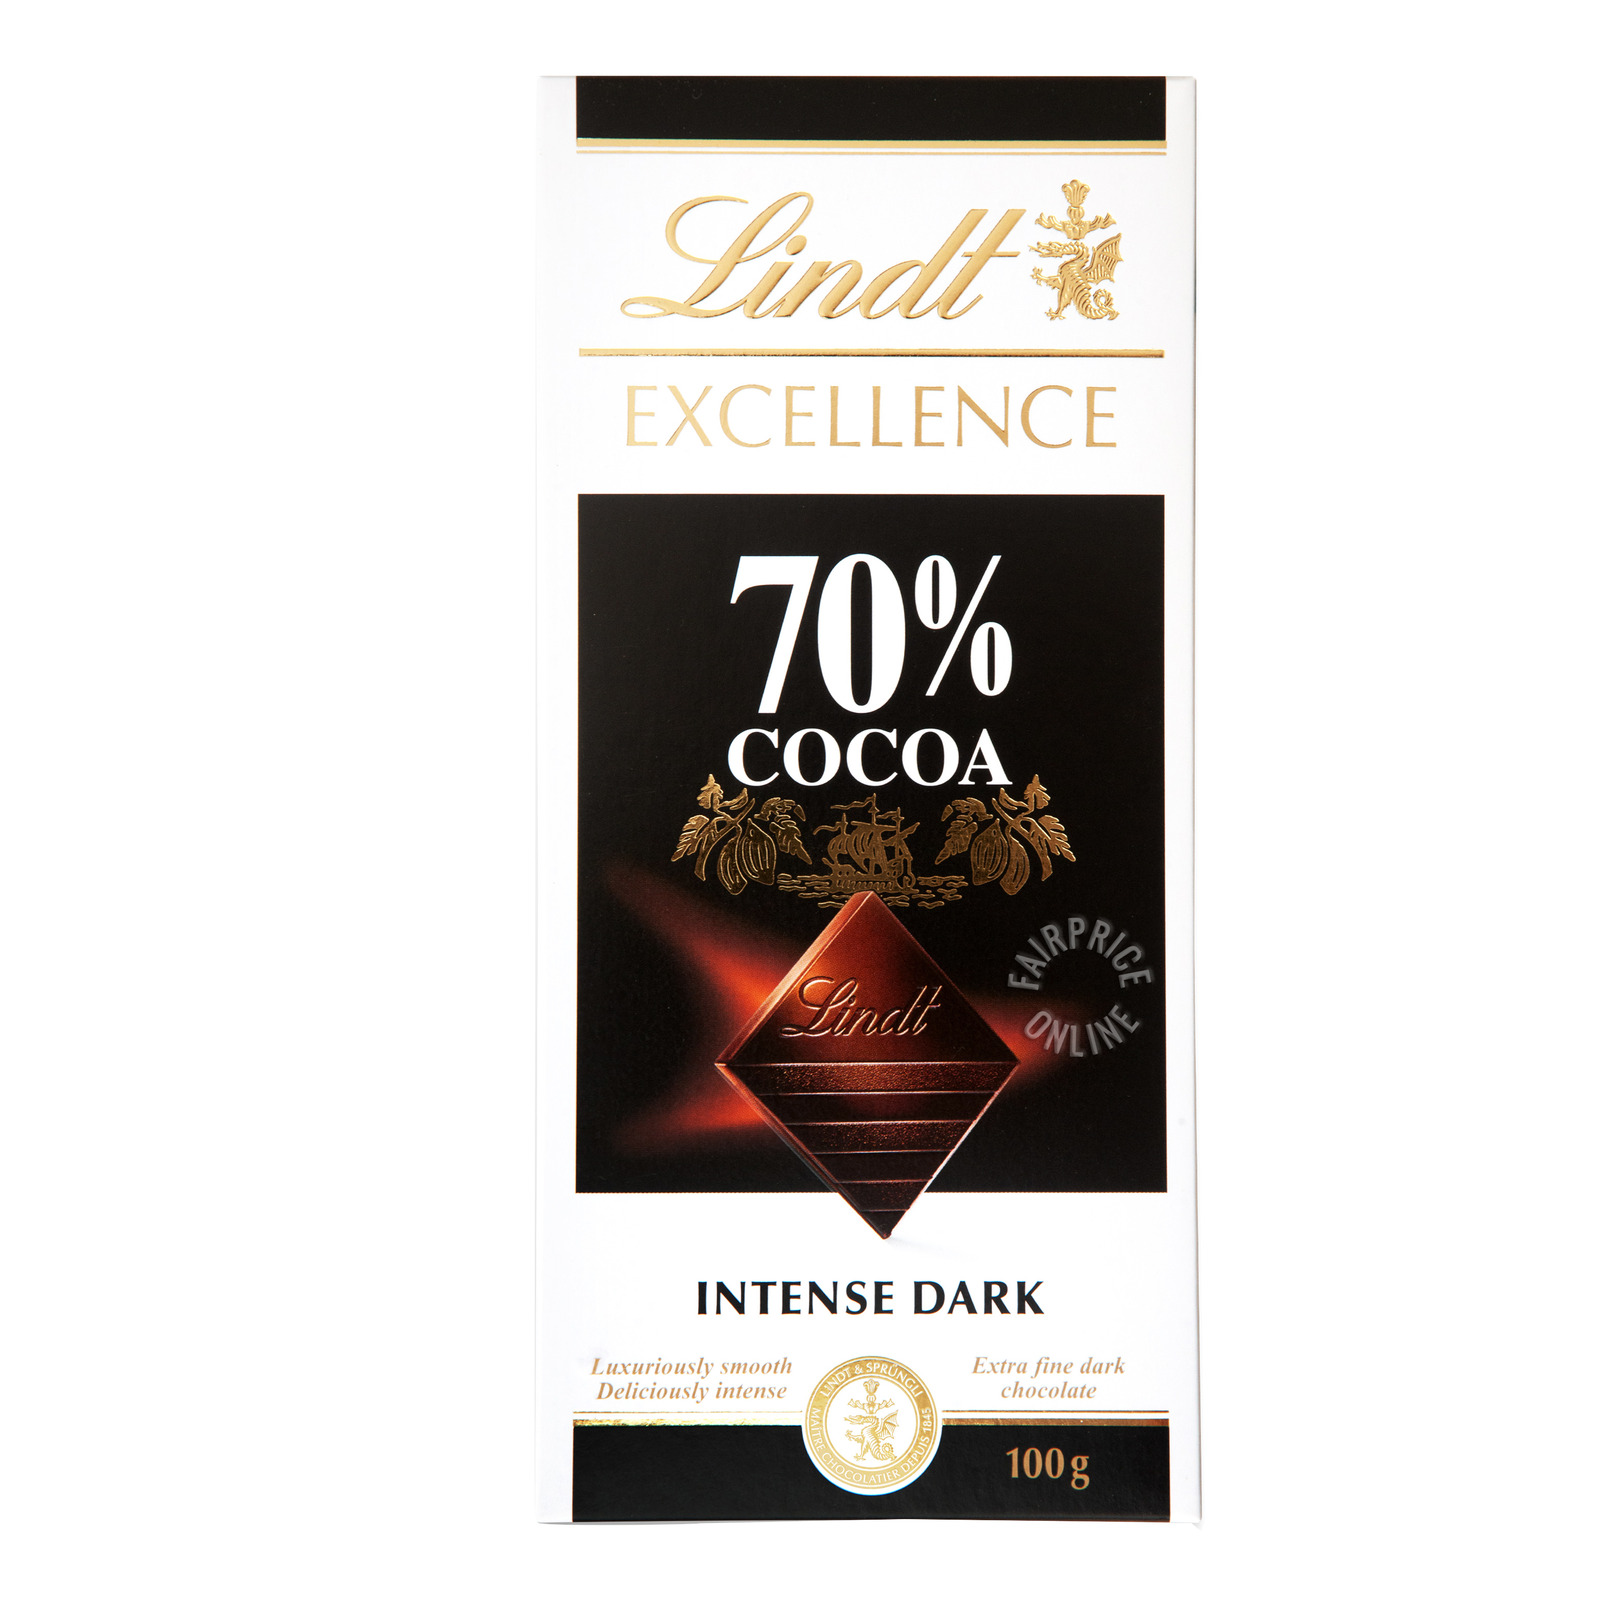 Lindt
EXCELLENCE
70%
COCOA
Lindt
FAIRPRICE
ONLINE
INTENSE DARK
Luxuriously smooth
Deliciously intense
Extra fine dark
chocolate
LINDT & SPRÜNGLI
MAÎTRE CHOCOLATIER DEPUIS 1845
100g